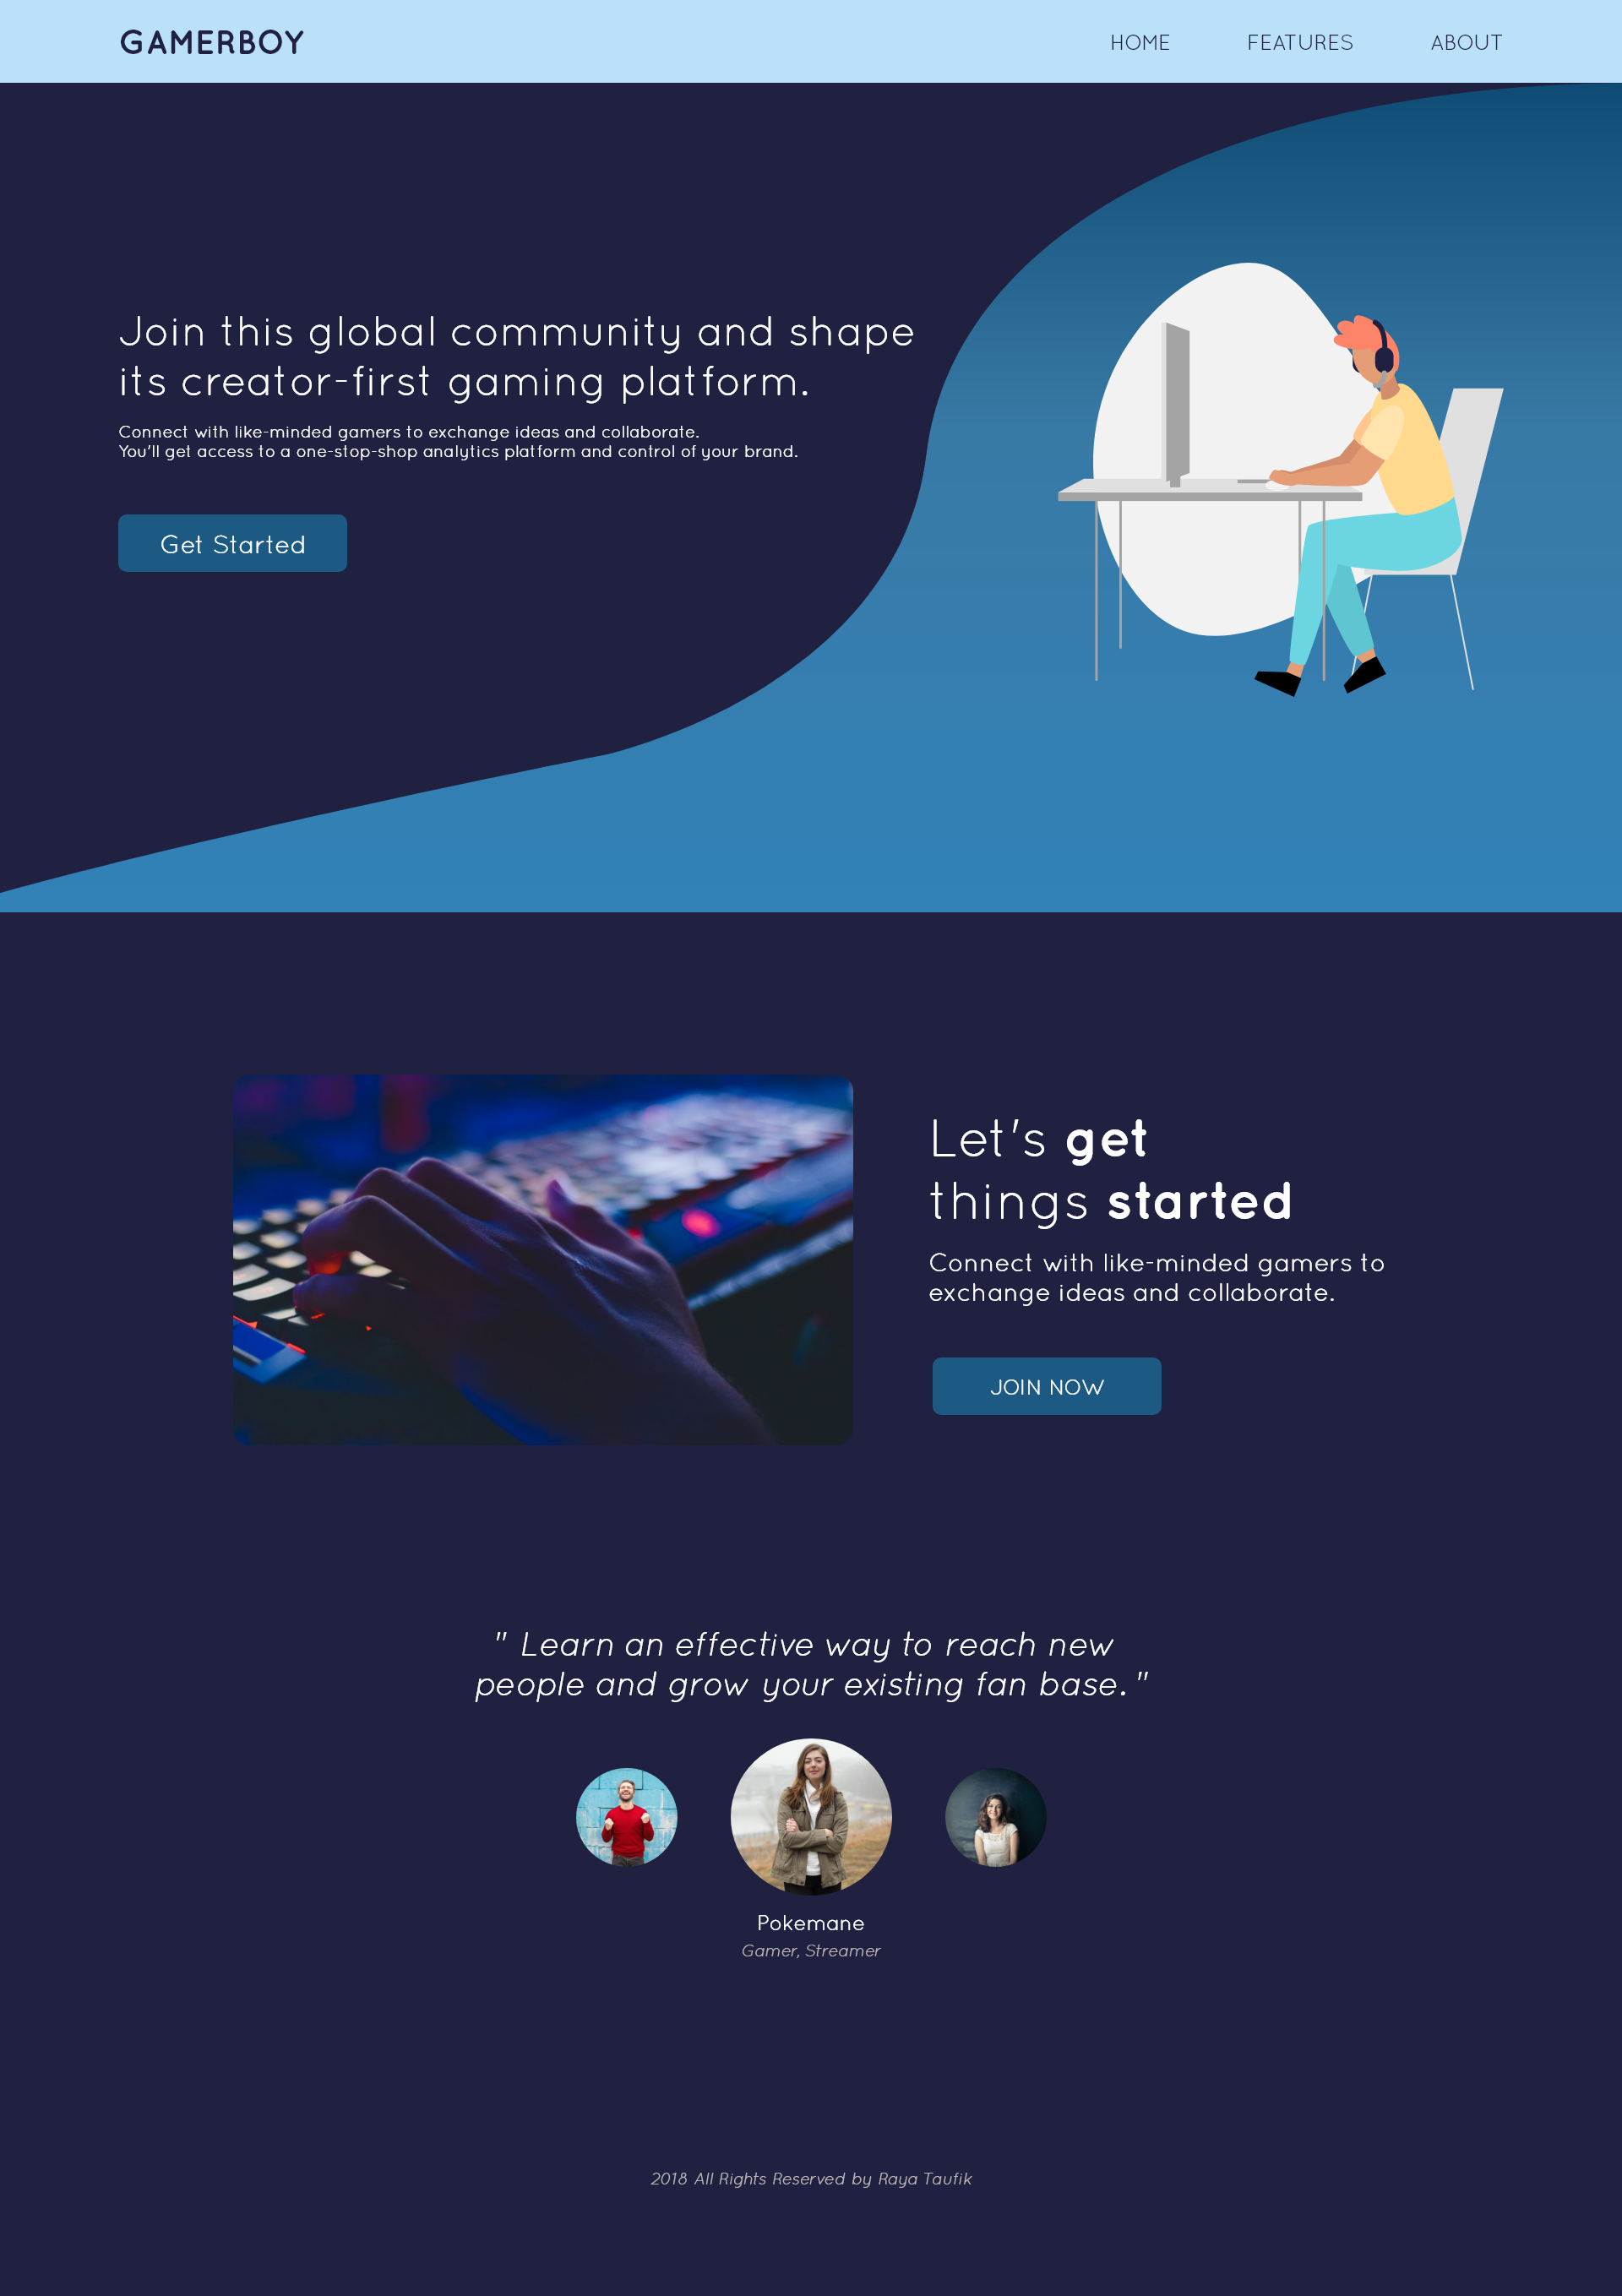 GAMERBOY
HOME FEATURES ABOUT
Join this global community and shape
its creator-first gaming platform.
Connect with like-minded gamers to exchange ideas and collaborate.
You'll get access to a one-stop-shop analytics platform and control of your brand.
Get Started
Let's get
things started
Connect with like-minded gamers to
exchange ideas and collaborate.
JOIN NOW
" Learn an effective way to reach new
people and grow your existing fan base. "
Pokemane
Gamer, Streamer
2018 All Rights Reserved by Raya Taufik